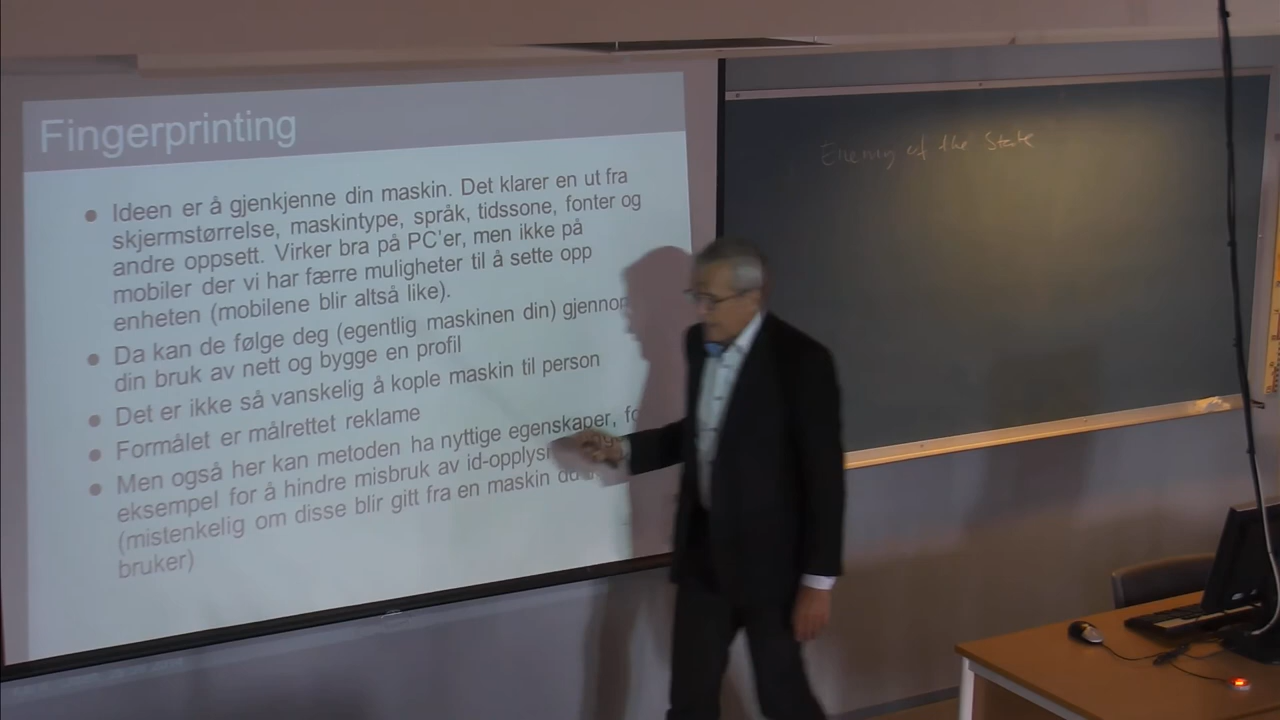 Fingerprinting
Ideen er å gjenkjenne din maskin. Det klarer en ut fra
skjermstørrelse, maskintype, språk, tidssone, fonter og
andre oppsett. Virker bra på PC'er, men ikke på
mobiler der vi har færre muligheter til å sette opp
enheten (mobilene blir altså like).
Da kan de følge deg (egentlig maskinen din) gjennom
din bruk av nett og bygge en profil
Det er ikke så vanskelig å kople maskin til person
Formålet er målrettet reklame
Men også her kan metoden ha nyttige egenskaper,
eksempel for å hindre misbruk av
(mistenkelig om disse blir gitt fra en maskin du
bruker)
Enemy of the State